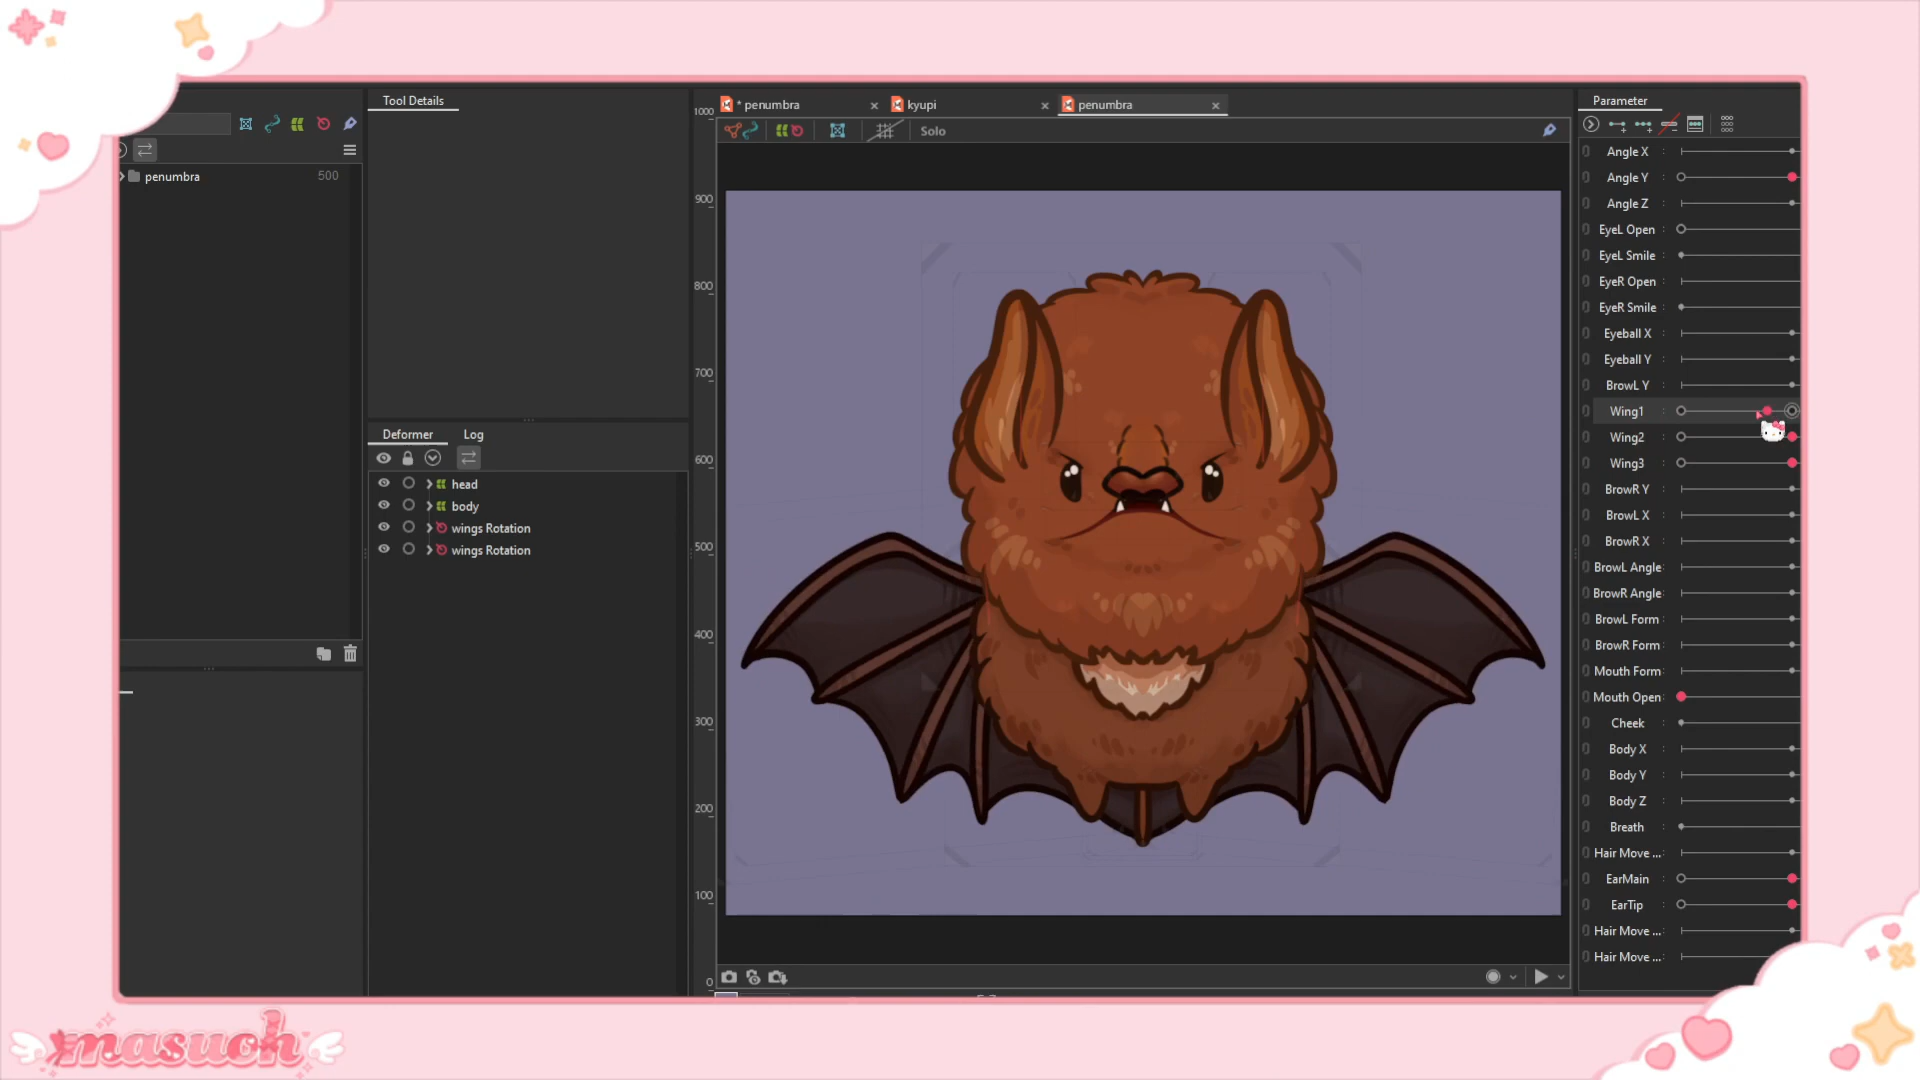 Tool Details
* penumbra
kyupi
penumbra
Parameter
Solo
penumbra 500
Deformer Log
head
body
wings Rotation
wings Rotation
1000
900
800
700
600
500
400
300
200
100
0
Angle X :
Angle Y :
Angle Z :
EyeL Open :
EyeL Smile :
EyeR Open :
EyeR Smile :
Eyeball X :
Eyeball Y :
BrowL Y :
Wing1 :
Wing2 :
Wing3 :
BrowR Y :
BrowL X :
BrowR X :
BrowL Angle:
BrowR Angle:
BrowL Form :
BrowR Form :
Mouth Form :
Mouth Open:
Cheek :
Body X :
Body Y :
Body Z :
Breath :
Hair Move ...:
EarMain :
EarTip :
Hair Move ...:
Hair Move ...:
masuoh